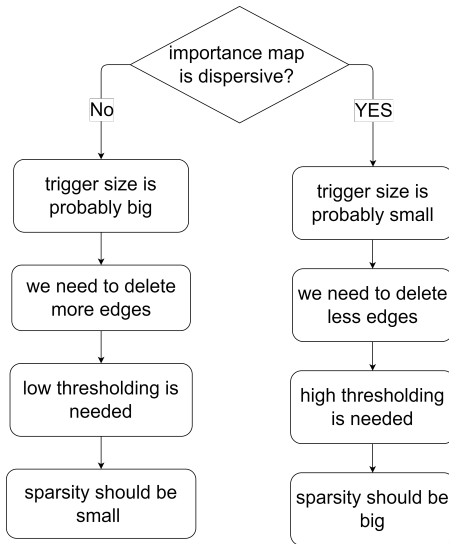 importance map
is dispersive?
No
YES
trigger size is
probably big
we need to delete
more edges
low thresholding is
needed
sparsity should be
small
trigger size is
probably small
we need to delete
less edges
high thresholding
is needed
sparsity should be
big